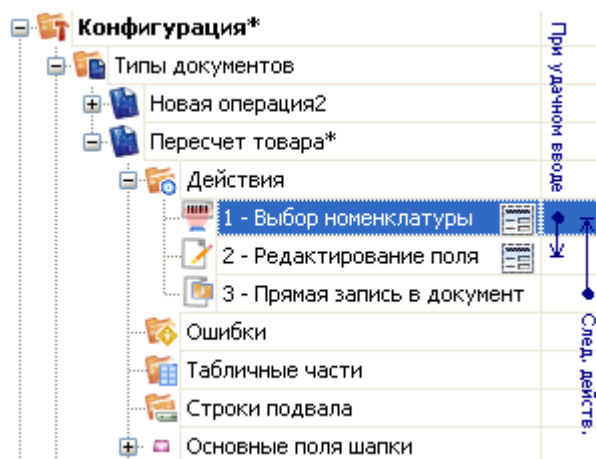 Конфигурация*
Типы документов
Новая операция2
Пересчет товара*
Действия
1 - Выбор номенклатуры
2 - Редактирование поля
3 - Прямая запись в документ
Ошибки
Табличные части
Строки подвала
Основные поля шапки
При удачном вводе
След. действ.